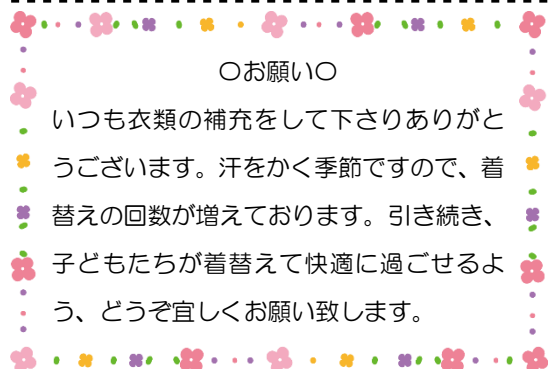 〇お願い〇
いつも衣類の補充をして下さりありがと
うございます。汗をかく季節ですので、着
替えの回数が増えております。引き続き、
子どもたちが着替えて快適に過ごせるよ
う、どうぞ宜しくお願い致します。